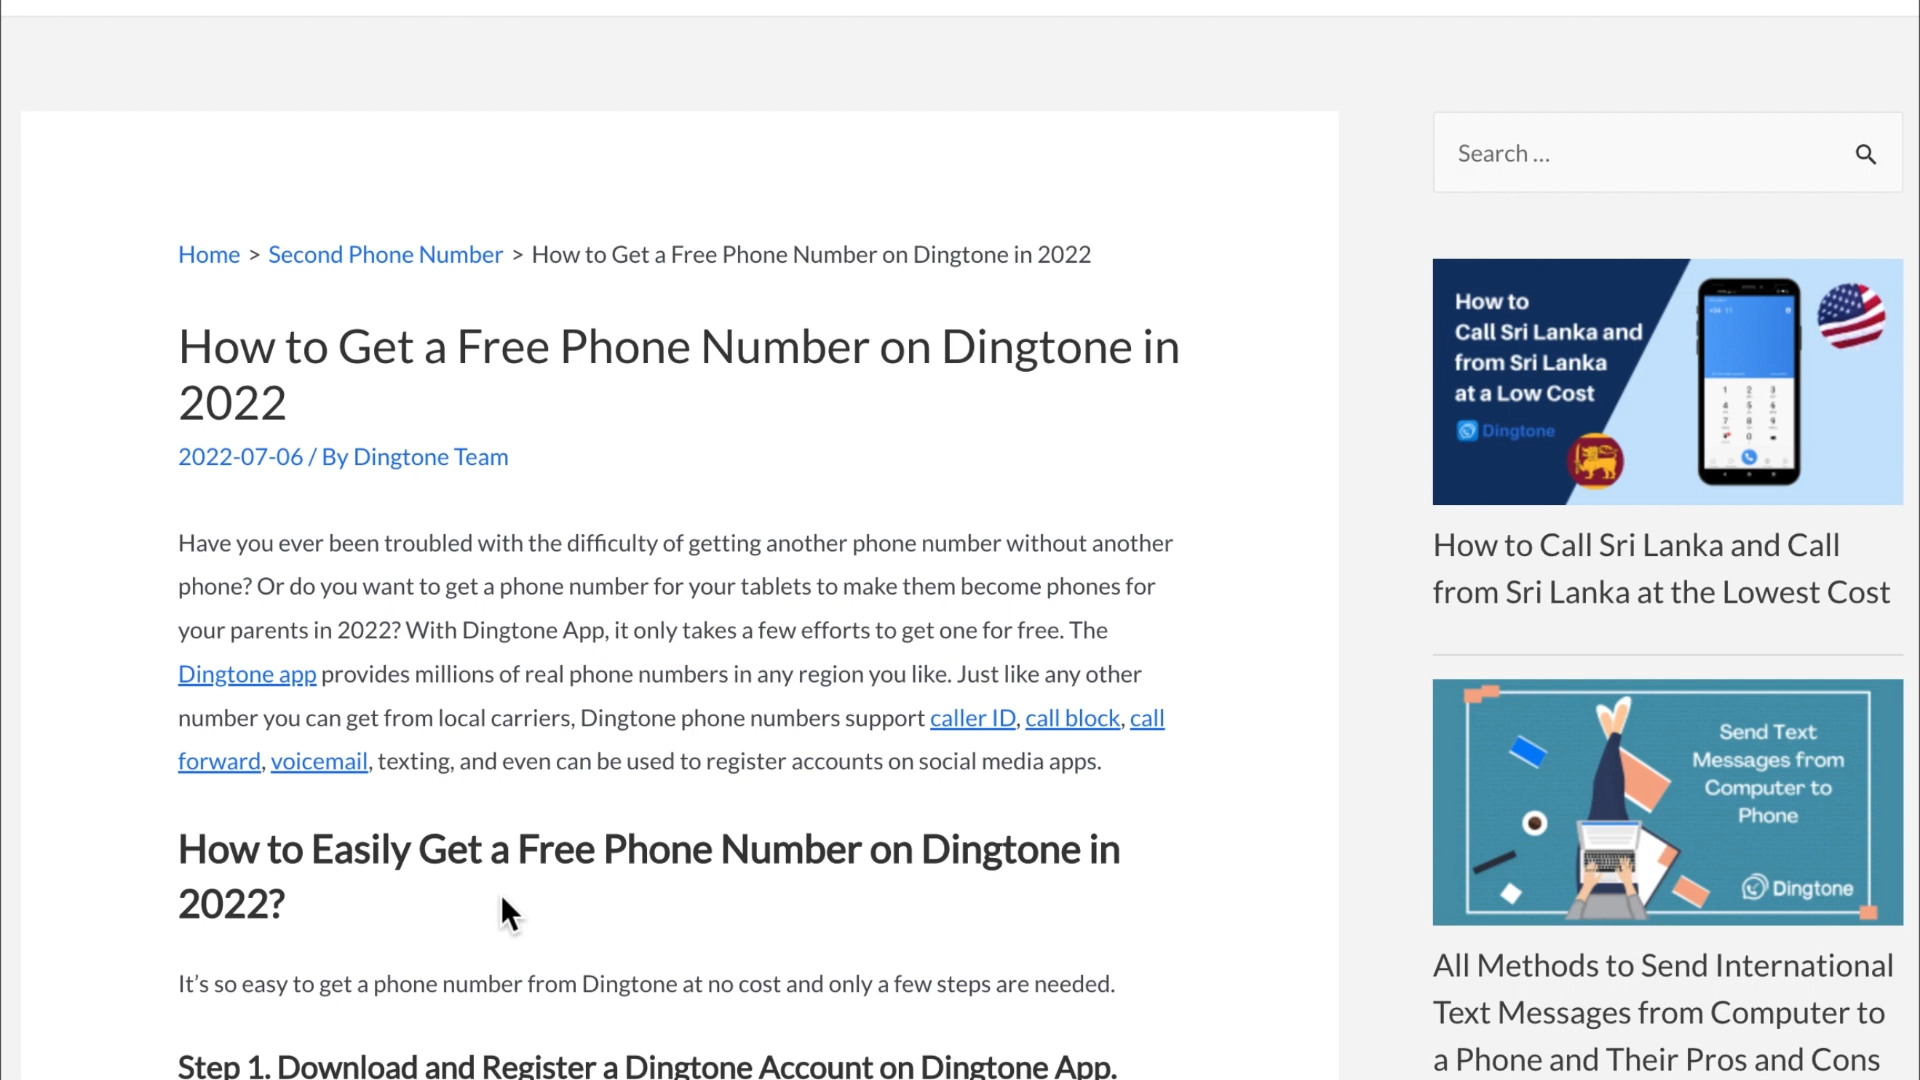 Search ...
Home > Second Phone Number > How to Get a Free Phone Number on Dingtone in 2022
How to Get a Free Phone Number on Dingtone in
2022
2022-07-06 / By Dingtone Team
Have you ever been troubled with the difficulty of getting another phone number without another
phone? Or do you want to get a phone number for your tablets to make them become phones for
your parents in 2022? With Dingtone App, it only takes a few efforts to get one for free. The
Dingtone app provides millions of real phone numbers in any region you like. Just like any other
number you can get from local carriers, Dingtone phone numbers support caller ID, call block, call
forward, voicemail, texting, and even can be used to register accounts on social media apps.
How to Easily Get a Free Phone Number on Dingtone in
2022?
It's so easy to get a phone number from Dingtone at no cost and only a few steps are needed.
Step 1. Download and Register a Dingtone Account on Dingtone App.
How to
Call Sri Lanka and
from Sri Lanka
at a Low Cost
Dingtone
1 2 3
4 5 6
7 8 9
0
How to Call Sri Lanka and Call
from Sri Lanka at the Lowest Cost
Send Text
Messages from
Computer to
Phone
Dingtone
All Methods to Send International
Text Messages from Computer to
a Phone and Their Pros and Cons